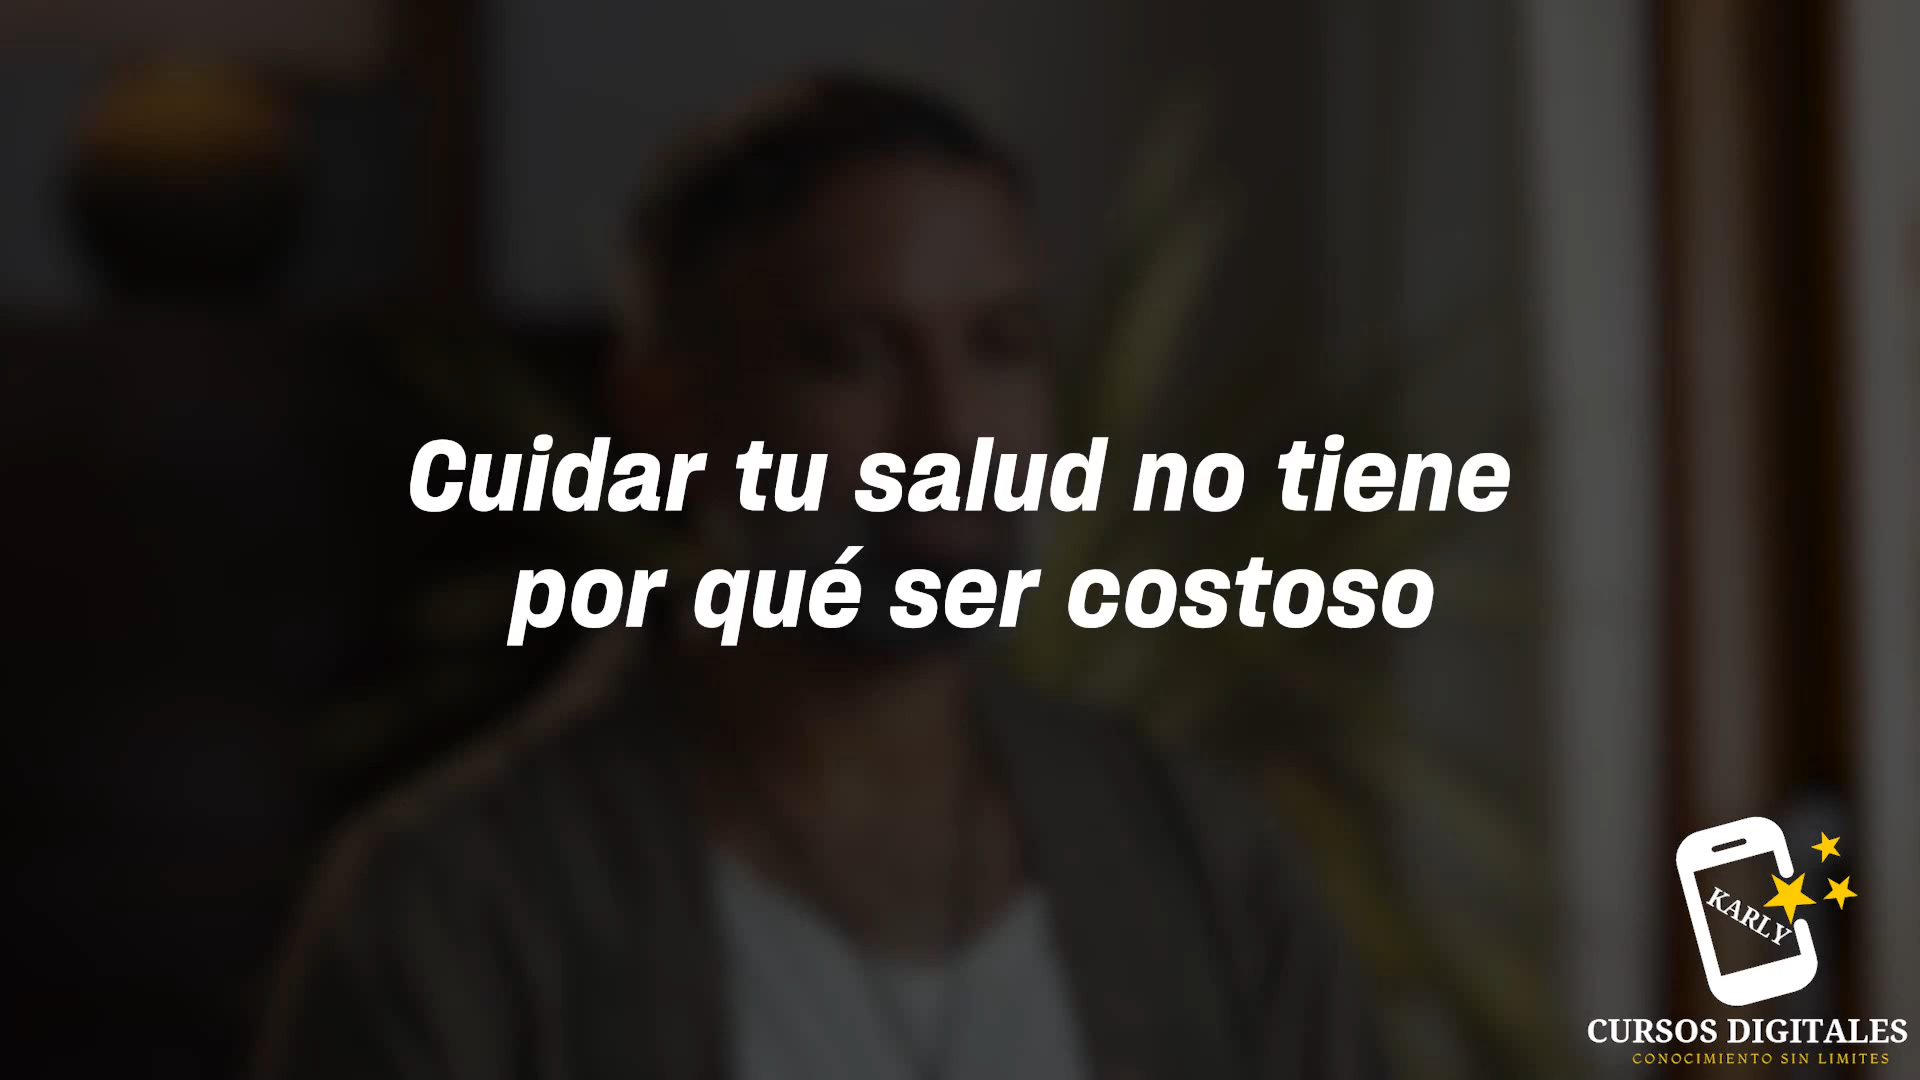 Cuidar tu salud no tiene
por qué ser costoso
KARLY
CURSOS DIGITALES
CONOCIMIENTO SIN LIMITES